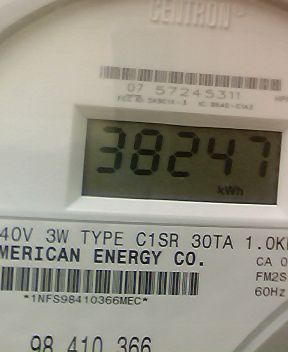 CENTRON®
07 57245311
38247
kWh
40V 3W TYPE C1SR 30TA 1.0K
MERICAN ENERGY CO.
CA 0
FM2S
60Hz
*1NFS98410366MEC*
98 410 366